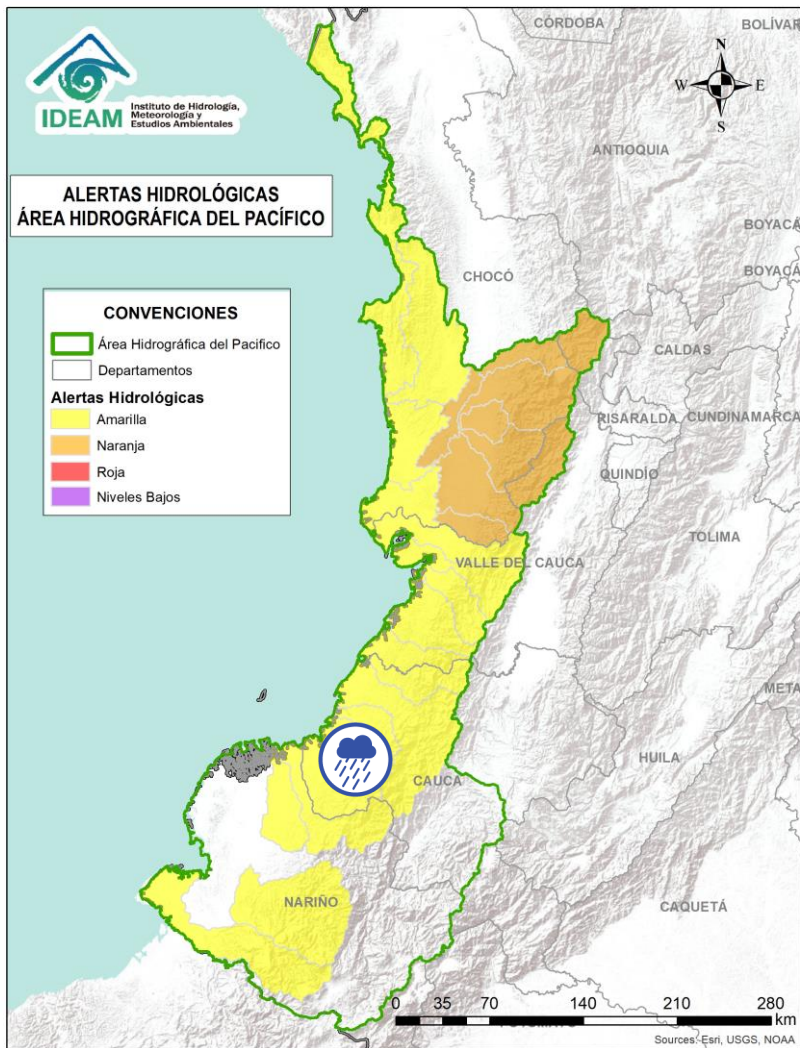 IDEAM
Instituto de Hidrología,
Meteorología y
Estudios Ambientales
ALERTAS HIDROLÓGICAS
ÁREA HIDROGRÁFICA DEL PACÍFICO
CONVENCIONES
Área Hidrográfica del Pacifico
Departamentos
Alertas Hidrológicas
Amarilla
Naranja
Roja
Niveles Bajos
CÓRDOBA
BOLÍVAR
N
W E
S
ANTIOQUIA
BOYACÁ
CHOCÓ
BOYACÁ
CALDAS
RISARALDA
CUNDINAMARCA
QUINDÍO
TOLIMA
VALLE DEL CAUCA
META
HUILA
CAUCA
NARIÑO
CAQUETÁ
0 35 70 140 210 280
km
Sources: Esri, USGS, NOAA